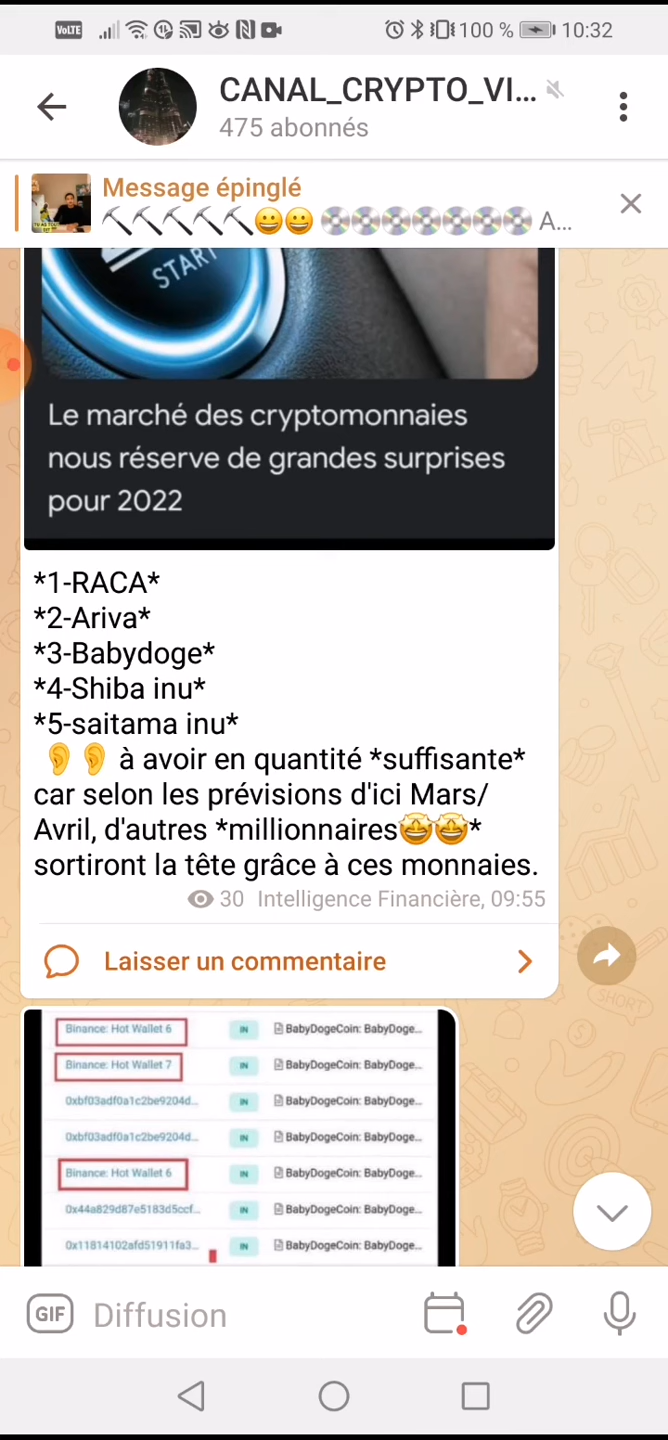 VoLTE 100 % 10:32
CANAL_CRYPTO_VI...
475 abonnés
Message épinglé
⛏⛏⛏⛏⛏😀😀 💿💿💿💿💿💿💿 A...
START
Le marché des cryptomonnaies
nous réserve de grandes surprises
pour 2022
*1-RACA*
*2-Ariva*
*3-Babydoge*
*4-Shiba inu*
*5-saitama inu*
👂👂 à avoir en quantité *suffisante*
car selon les prévisions d'ici Mars/
Avril, d'autres *millionnaires🤩🤩*
sortiront la tête grâce à ces monnaies.
30 Intelligence Financière, 09:55
Laisser un commentaire
Binance: Hot Wallet 6 IN BabyDogeCoin: BabyDoge...
Binance: Hot Wallet 7 IN BabyDogeCoin: BabyDoge...
0xbf03adf0a1c2be9204d... IN BabyDogeCoin: BabyDoge...
0xbf03adf0a1c2be9204d... IN BabyDogeCoin: BabyDoge...
Binance: Hot Wallet 6 IN BabyDogeCoin: BabyDoge...
0x44a829d87e5183d5ccf... IN BabyDogeCoin: BabyDoge...
0x11814102afd51911fa3... IN BabyDogeCoin: BabyDoge...
GIF Diffusion